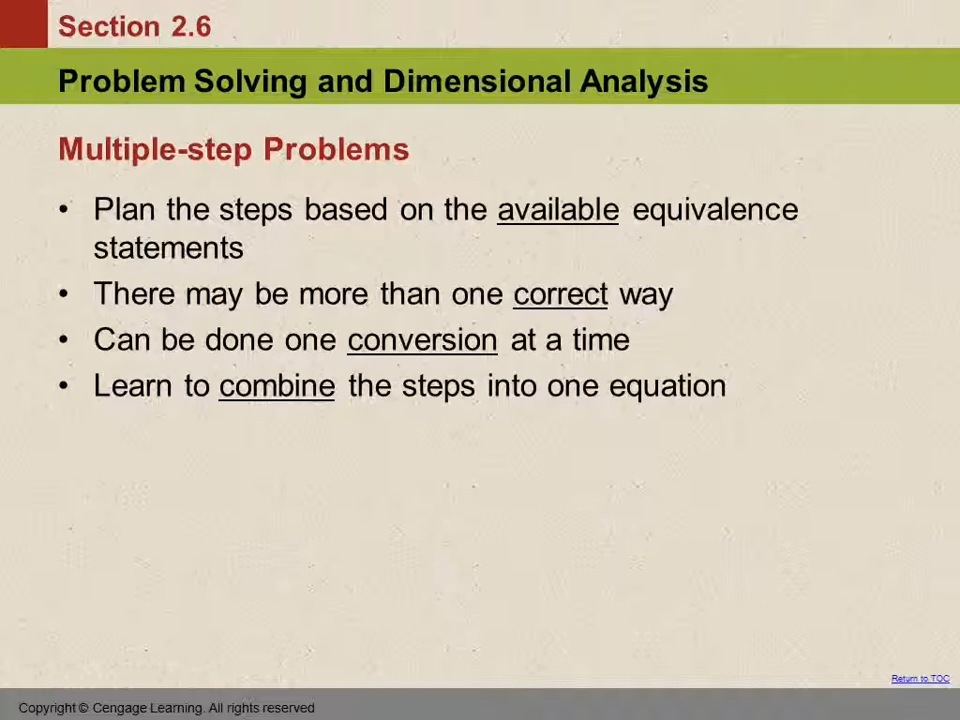 Section 2.6
Problem Solving and Dimensional Analysis
Multiple-step Problems
• Plan the steps based on the available equivalence
statements
• There may be more than one correct way
• Can be done one conversion at a time
• Learn to combine the steps into one equation
Return to TOC
Copyright © Cengage Learning. All rights reserved